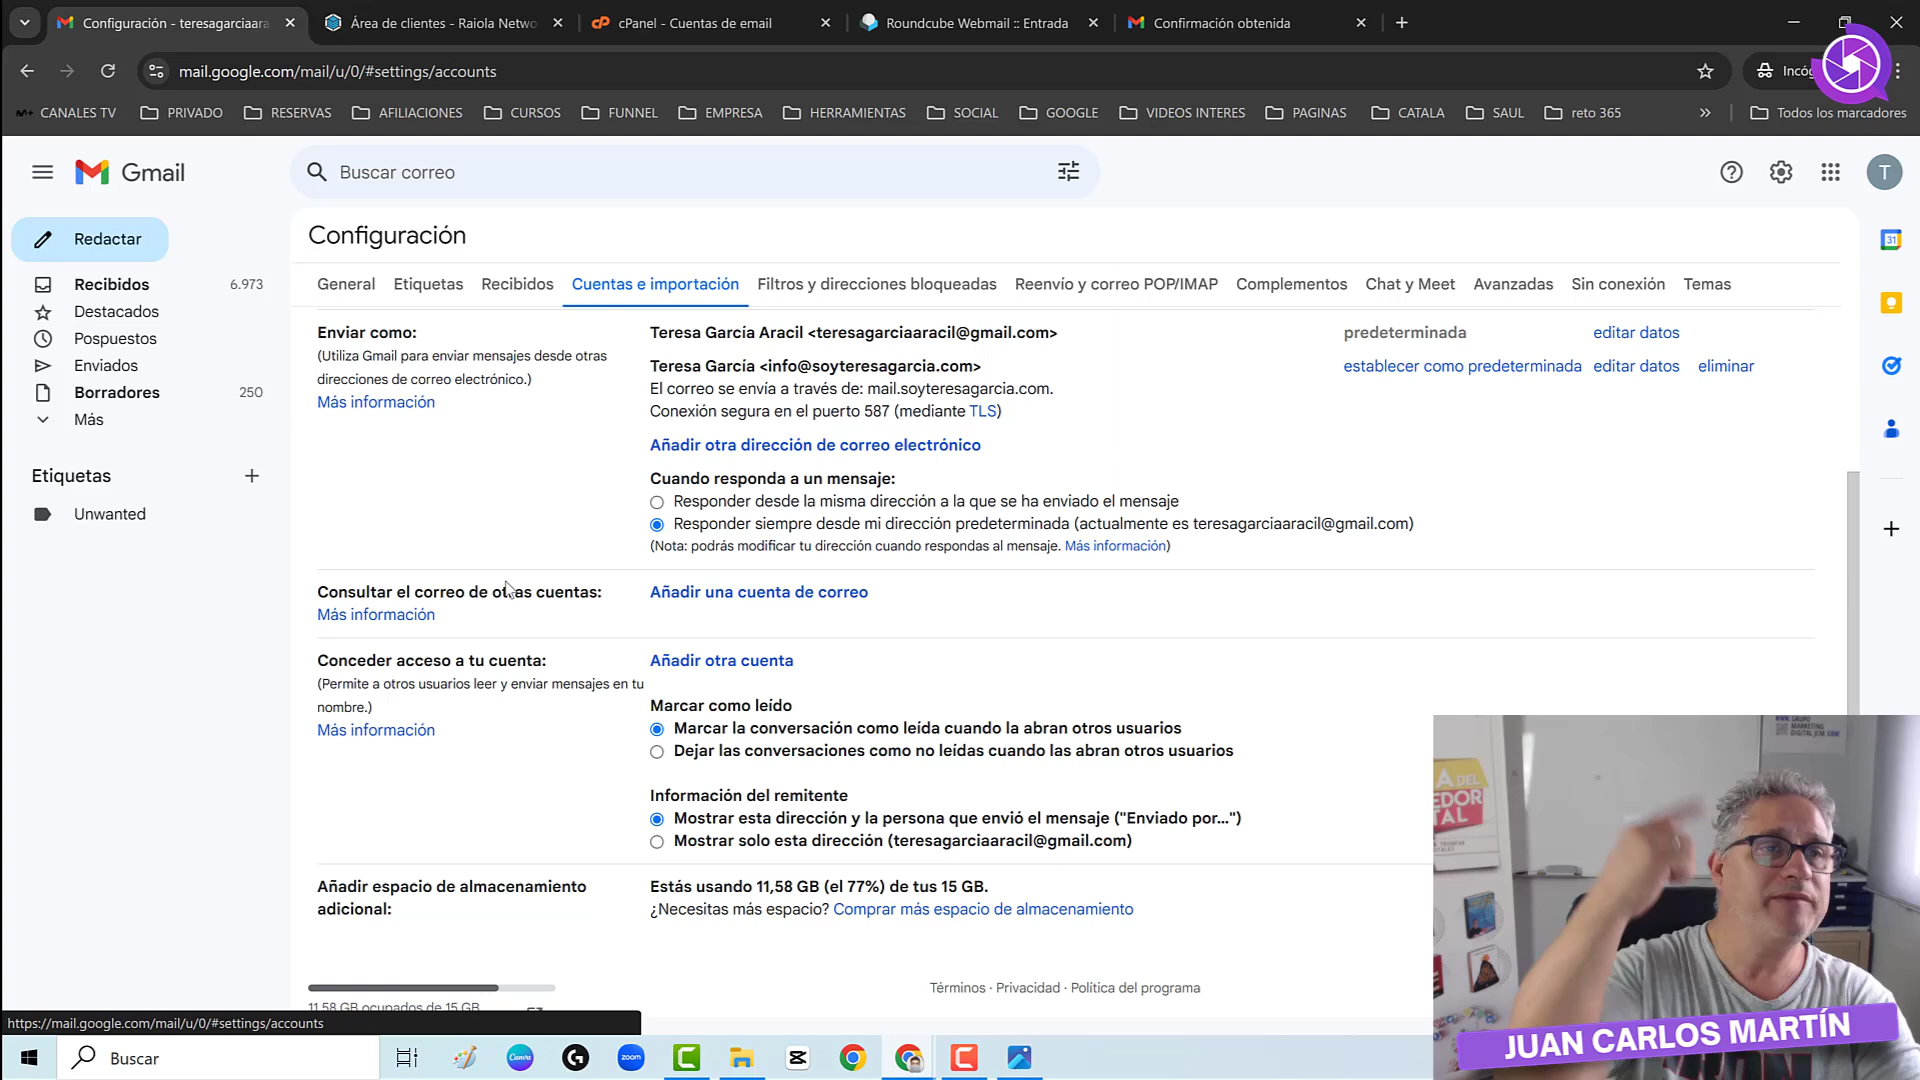 Configuración - teresagarciaara
Área de clientes - Raiola Netwo
cPanel - Cuentas de email
Roundcube Webmail :: Entrada
Confirmación obtenida
mail.google.com/mail/u/0/#settings/accounts
CANALES TV
PRIVADO
RESERVAS
AFILIACIONES
CURSOS
FUNNEL
EMPRESA
HERRAMIENTAS
SOCIAL
GOOGLE
VIDEOS INTERES
PAGINAS
CATALA
SAUL
reto 365
Todos los marcadores
Gmail
Buscar correo
T
Redactar
Recibidos 6.973
Destacados
Pospuestos
Enviados
Borradores 250
Más
Etiquetas
Unwanted
Configuración
General Etiquetas Recibidos Cuentas e importación Filtros y direcciones bloqueadas Reenvío y correo POP/IMAP Complementos Chat y Meet Avanzadas Sin conexión Temas
Enviar como:
(Utiliza Gmail para enviar mensajes desde otras
direcciones de correo electrónico.)
Más información
Teresa García Aracil <teresagarciaaracil@gmail.com> predeterminada editar datos
Teresa García <info@soyteresagarcia.com> establecer como predeterminada editar datos eliminar
El correo se envía a través de: mail.soyteresagarcia.com.
Conexión segura en el puerto 587 (mediante TLS)
Añadir otra dirección de correo electrónico
Cuando responda a un mensaje:
Responder desde la misma dirección a la que se ha enviado el mensaje
Responder siempre desde mi dirección predeterminada (actualmente es teresagarciaaracil@gmail.com)
(Nota: podrás modificar tu dirección cuando respondas al mensaje. Más información)
Consultar el correo de otras cuentas:
Más información
Añadir una cuenta de correo
Conceder acceso a tu cuenta:
(Permite a otros usuarios leer y enviar mensajes en tu
nombre.)
Más información
Añadir otra cuenta
Marcar como leído
Marcar la conversación como leída cuando la abran otros usuarios
Dejar las conversaciones como no leídas cuando las abran otros usuarios
Información del remitente
Mostrar esta dirección y la persona que envió el mensaje ("Enviado por...")
Mostrar solo esta dirección (teresagarciaaracil@gmail.com)
Añadir espacio de almacenamiento
adicional:
Estás usando 11,58 GB (el 77%) de tus 15 GB.
¿Necesitas más espacio? Comprar más espacio de almacenamiento
11,58 GB ocupados de 15 GB
Términos · Privacidad · Política del programa
https://mail.google.com/mail/u/0/#settings/accounts
Buscar
Canva
zoom
JUAN CARLOS MARTÍN